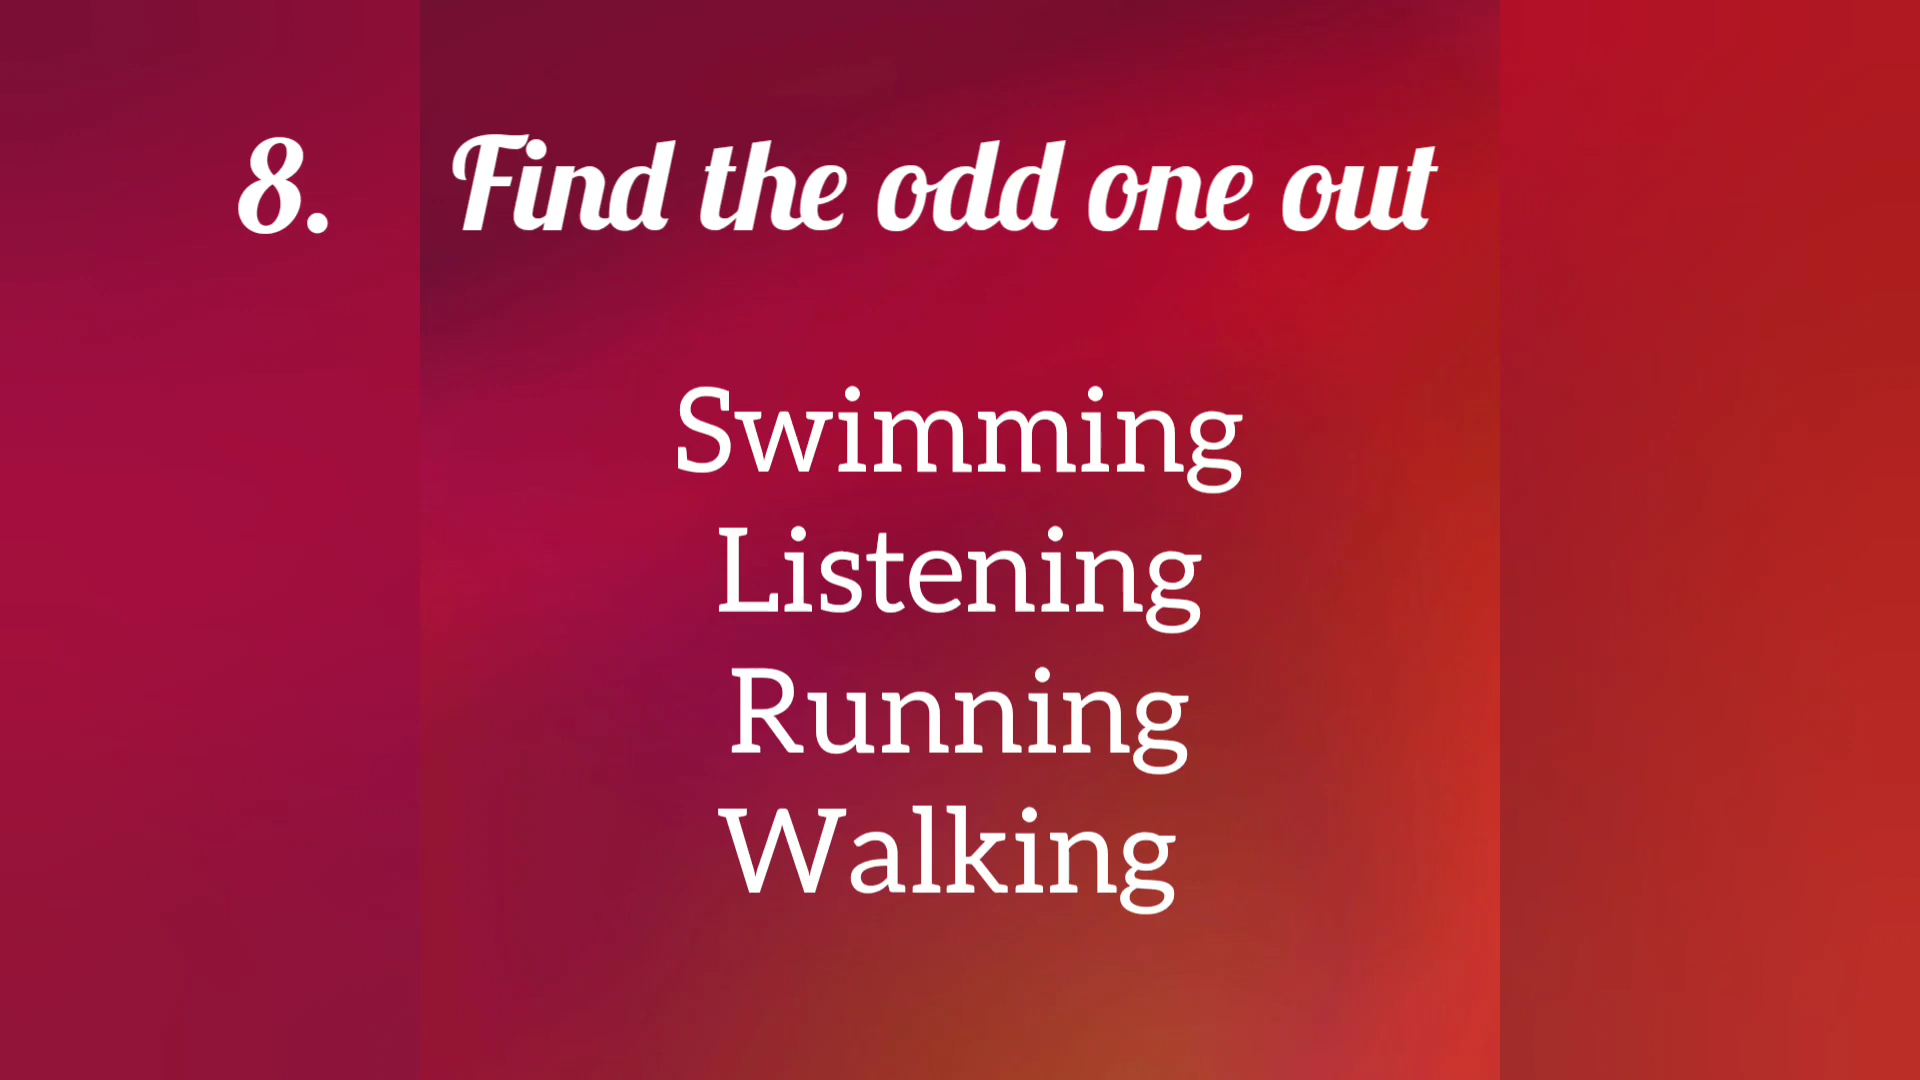 8. Find the odd one out
Swimming
Listening
Running
Walking